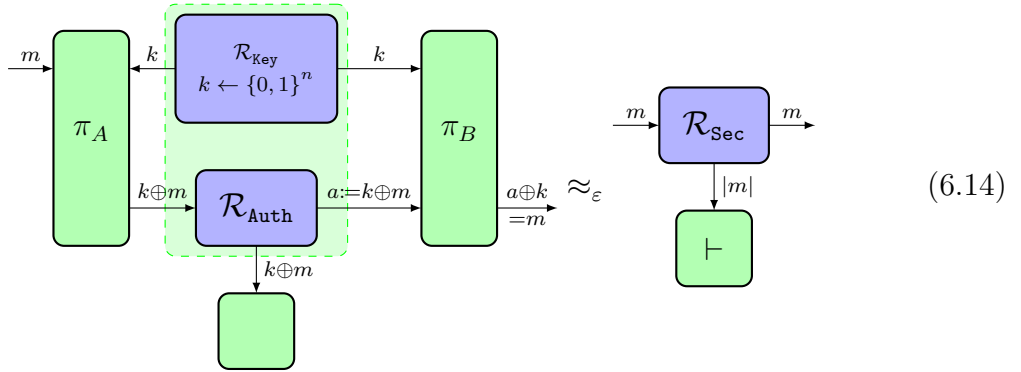 m
k
k
R_Key
k ← {0, 1}^n
π_A
π_B
k⊕m
R_Auth
a:=k⊕m
a⊕k
=m
k⊕m
≈_ε
m
R_Sec
m
|m|
⊢
(6.14)